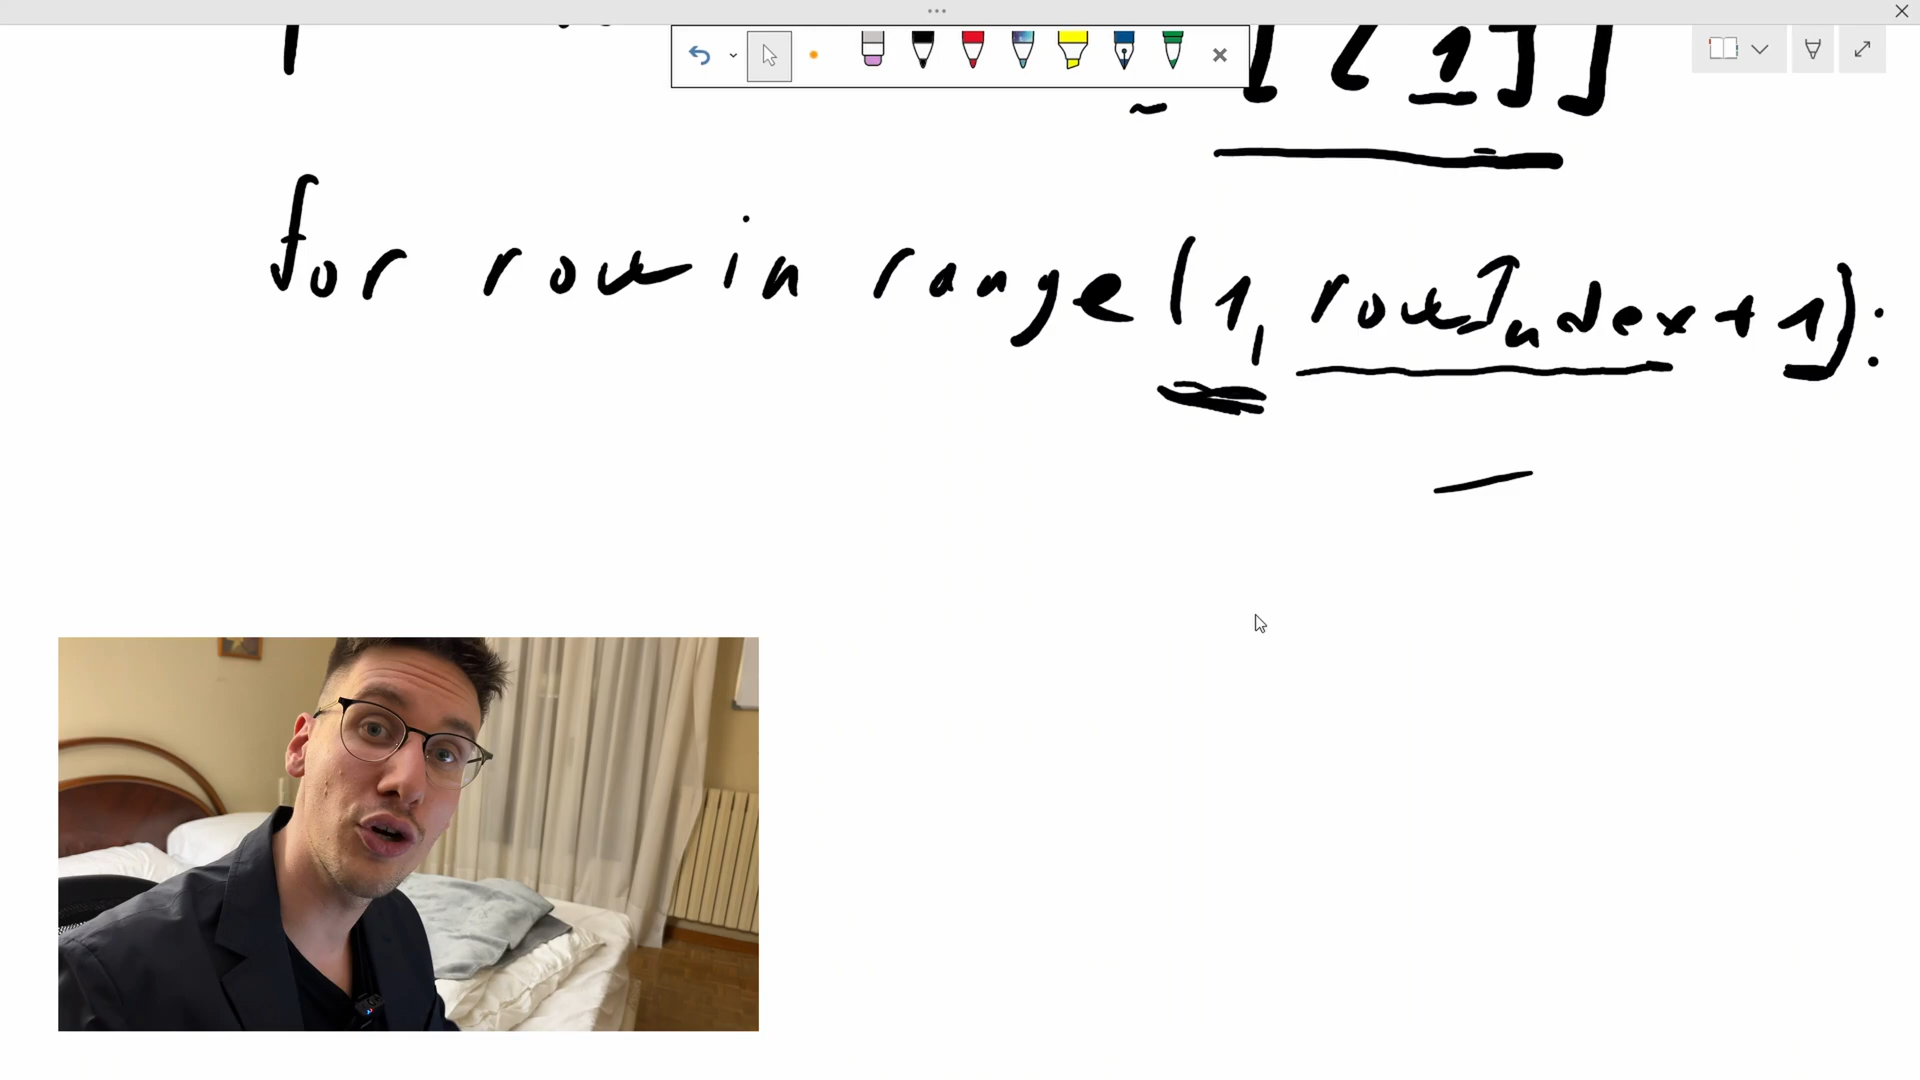 [[1]]
for row in range(1, rowIndex+1):